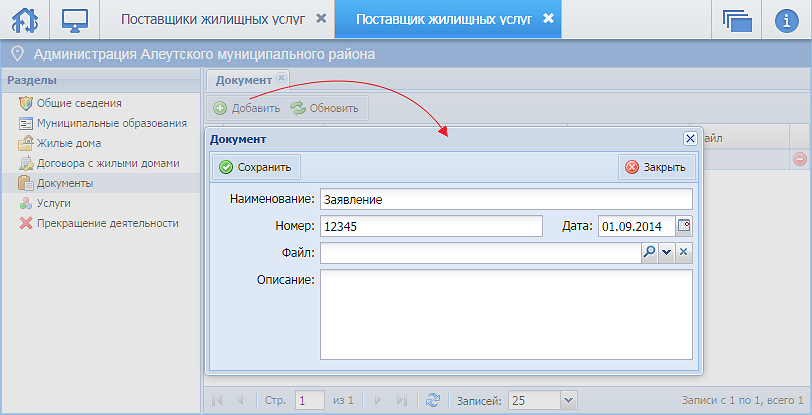 Поставщики жилищных услуг
Поставщик жилищных услуг
Администрация Алеутского муниципального района
Разделы
Общие сведения
Муниципальные образования
Жилые дома
Договора с жилыми домами
Документы
Услуги
Прекращение деятельности
Документ
Добавить Обновить
айл
Документ
Сохранить Закрыть
Наименование: Заявление
Номер: 12345 Дата: 01.09.2014
Файл:
Описание:
Стр. 1 из 1 Записей: 25 Записи с 1 по 1, всего 1